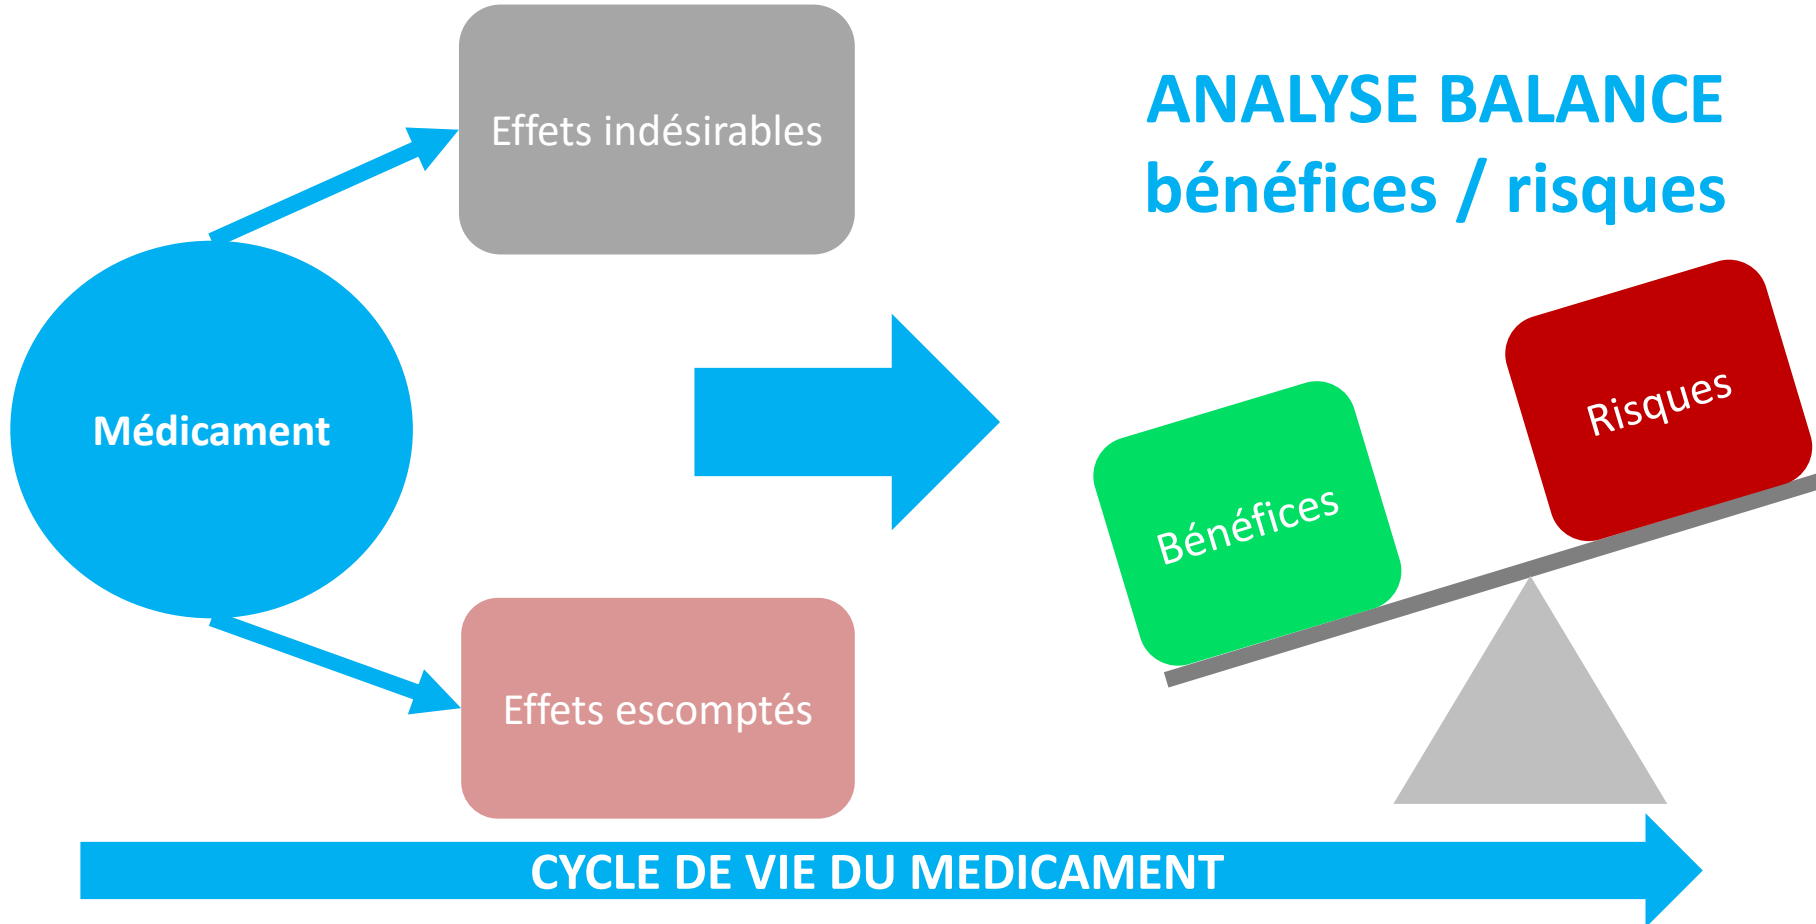 Effets indésirables
ANALYSE BALANCE
bénéfices / risques
Médicament
Risques
Bénéfices
Effets escomptés
CYCLE DE VIE DU MEDICAMENT